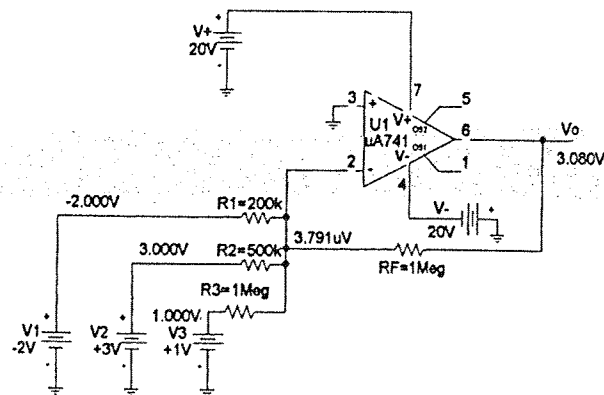 V+
20V
+
-
7
3
+
5
V+
OS2
U1
uA741
6
Vo
OS1
V-
2
-
1
3.080V
4
-2.000V
R1=200k
V-
+
20V
3.000V
R2=500k
3.791uV
RF=1Meg
R3=1Meg
1.000V
+
+
+
V1
V2
V3
-2V
+3V
+1V
-
-
-